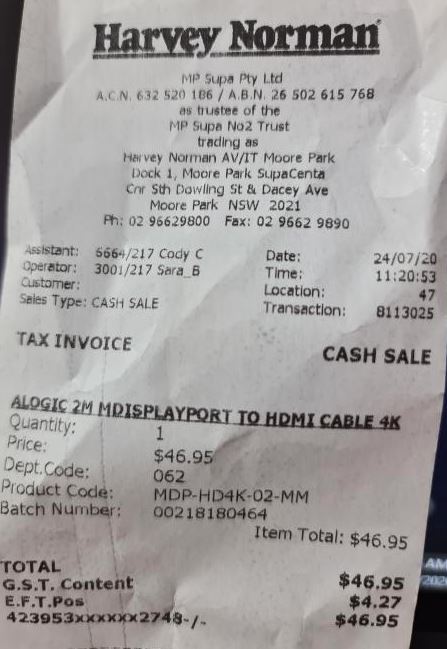 Harvey Norman
MP Supa Pty Ltd
A.C.N. 632 520 186 / A.B.N. 26 502 615 768
as trustee of the
MP Supa No2 Trust
trading as
Harvey Norman AV/IT Moore Park
Dock 1, Moore Park SupaCenta
Cnr Sth Dowling St & Dacey Ave
Moore Park NSW 2021
Ph: 02 96629800 Fax: 02 9662 9890
Assistant: 6664/217 Cody C Date: 24/07/20
Operator: 3001/217 Sara_B Time: 11:20:53
Customer: Location: 47
Sales Type: CASH SALE Transaction: 8113025
TAX INVOICE CASH SALE
ALOGIC 2M MDISPLAYPORT TO HDMI CABLE 4K
Quantity: 1
Price: $46.95
Dept.Code: 062
Product Code: MDP-HD4K-02-MM
Batch Number: 00218180464
Item Total: $46.95
TOTAL $46.95
G.S.T. Content $4.27
E.F.T.Pos $46.95
423953xxxxxx2748-/-
AM